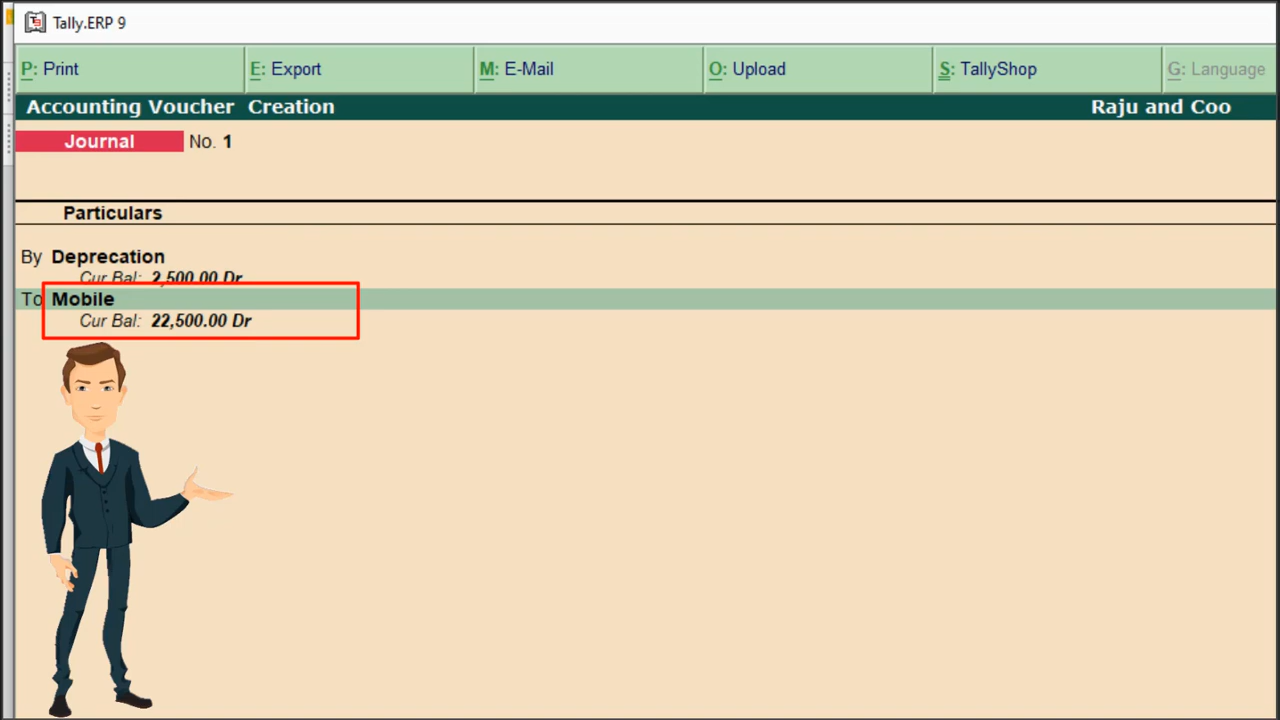 Tally.ERP 9
P: Print E: Export M: E-Mail O: Upload S: TallyShop G: Language
Accounting Voucher Creation Raju and Coo
Journal No. 1
Particulars
By Deprecation
Cur Bal: 2,500.00 Dr
To Mobile
Cur Bal: 22,500.00 Dr